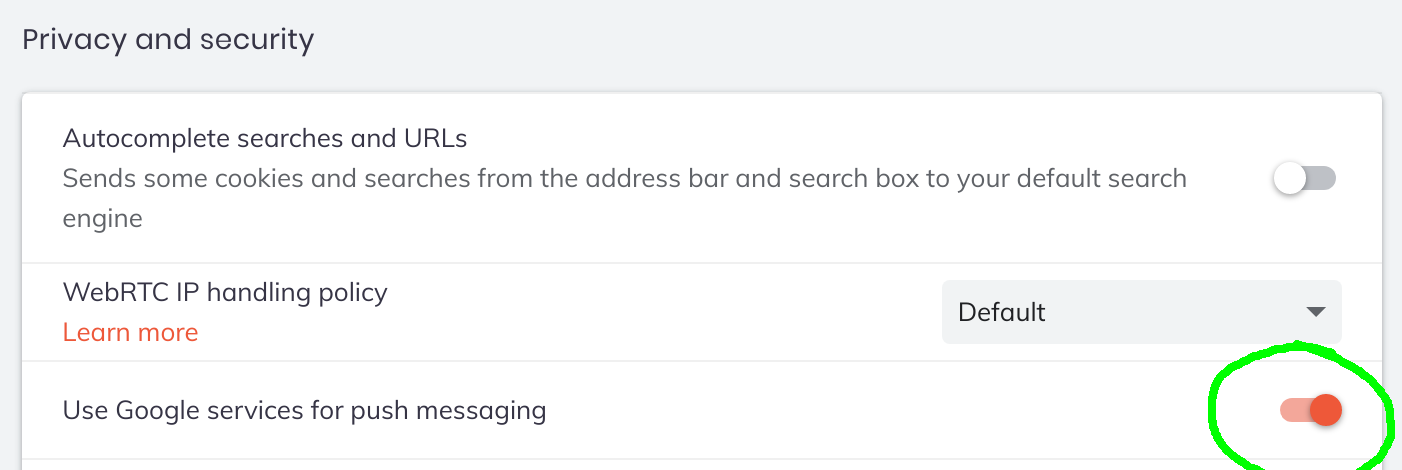 Privacy and security
Autocomplete searches and URLs
Sends some cookies and searches from the address bar and search box to your default search
engine
WebRTC IP handling policy
Learn more
Default
Use Google services for push messaging